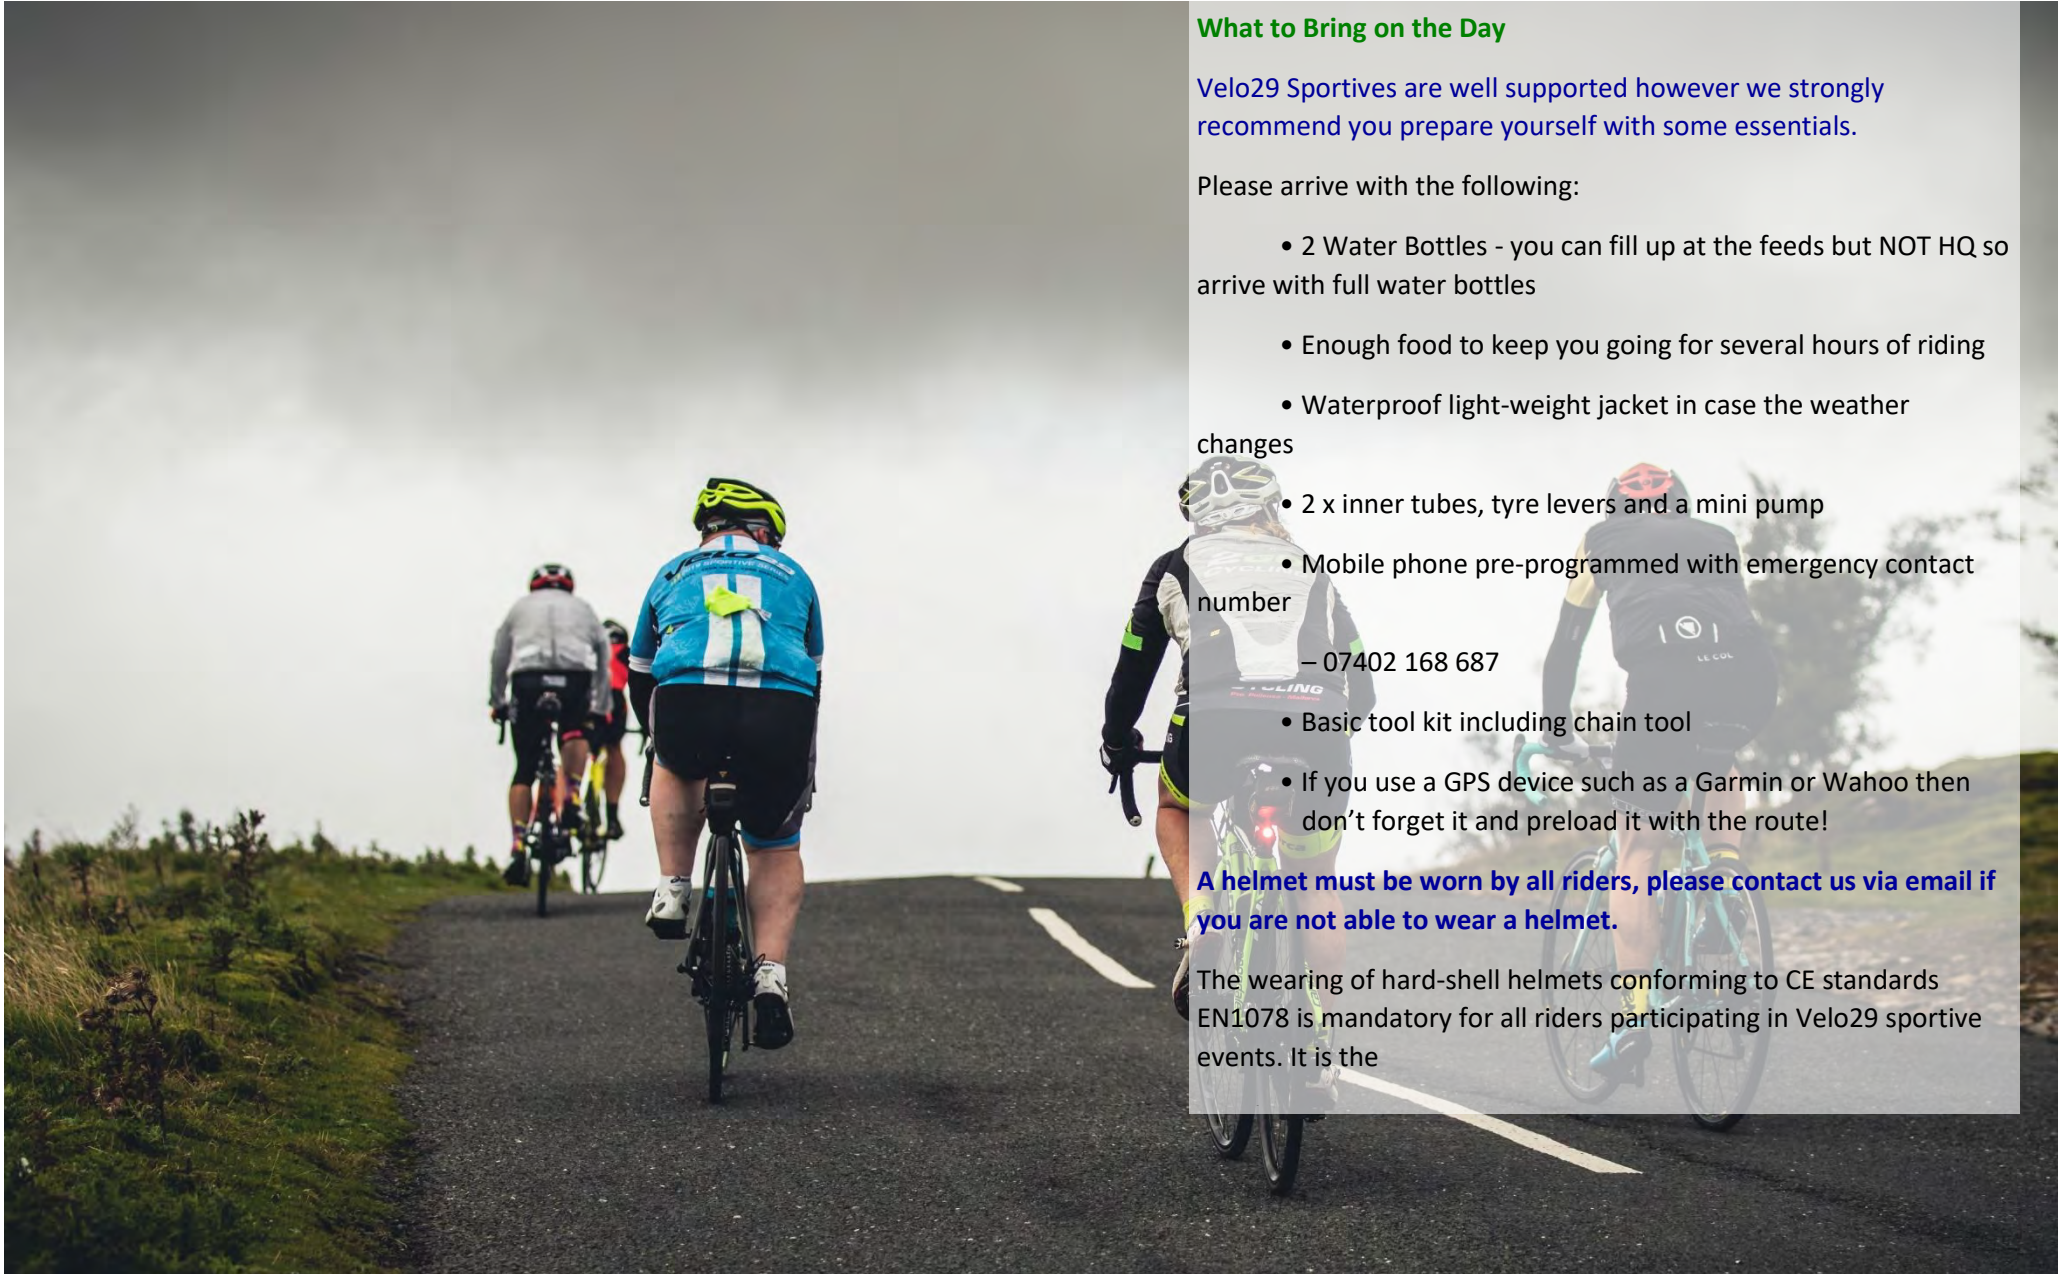 What to Bring on the Day
Velo29 Sportives are well supported however we strongly
recommend you prepare yourself with some essentials.
Please arrive with the following:
• 2 Water Bottles - you can fill up at the feeds but NOT HQ so
arrive with full water bottles
• Enough food to keep you going for several hours of riding
• Waterproof light-weight jacket in case the weather
changes
• 2 x inner tubes, tyre levers and a mini pump
• Mobile phone pre-programmed with emergency contact
number
– 07402 168 687
• Basic tool kit including chain tool
• If you use a GPS device such as a Garmin or Wahoo then
don’t forget it and preload it with the route!
A helmet must be worn by all riders, please contact us via email if
you are not able to wear a helmet.
The wearing of hard-shell helmets conforming to CE standards
EN1078 is mandatory for all riders participating in Velo29 sportive
events. It is the
SPORTIVE SERIES
CYCLING
LE COL